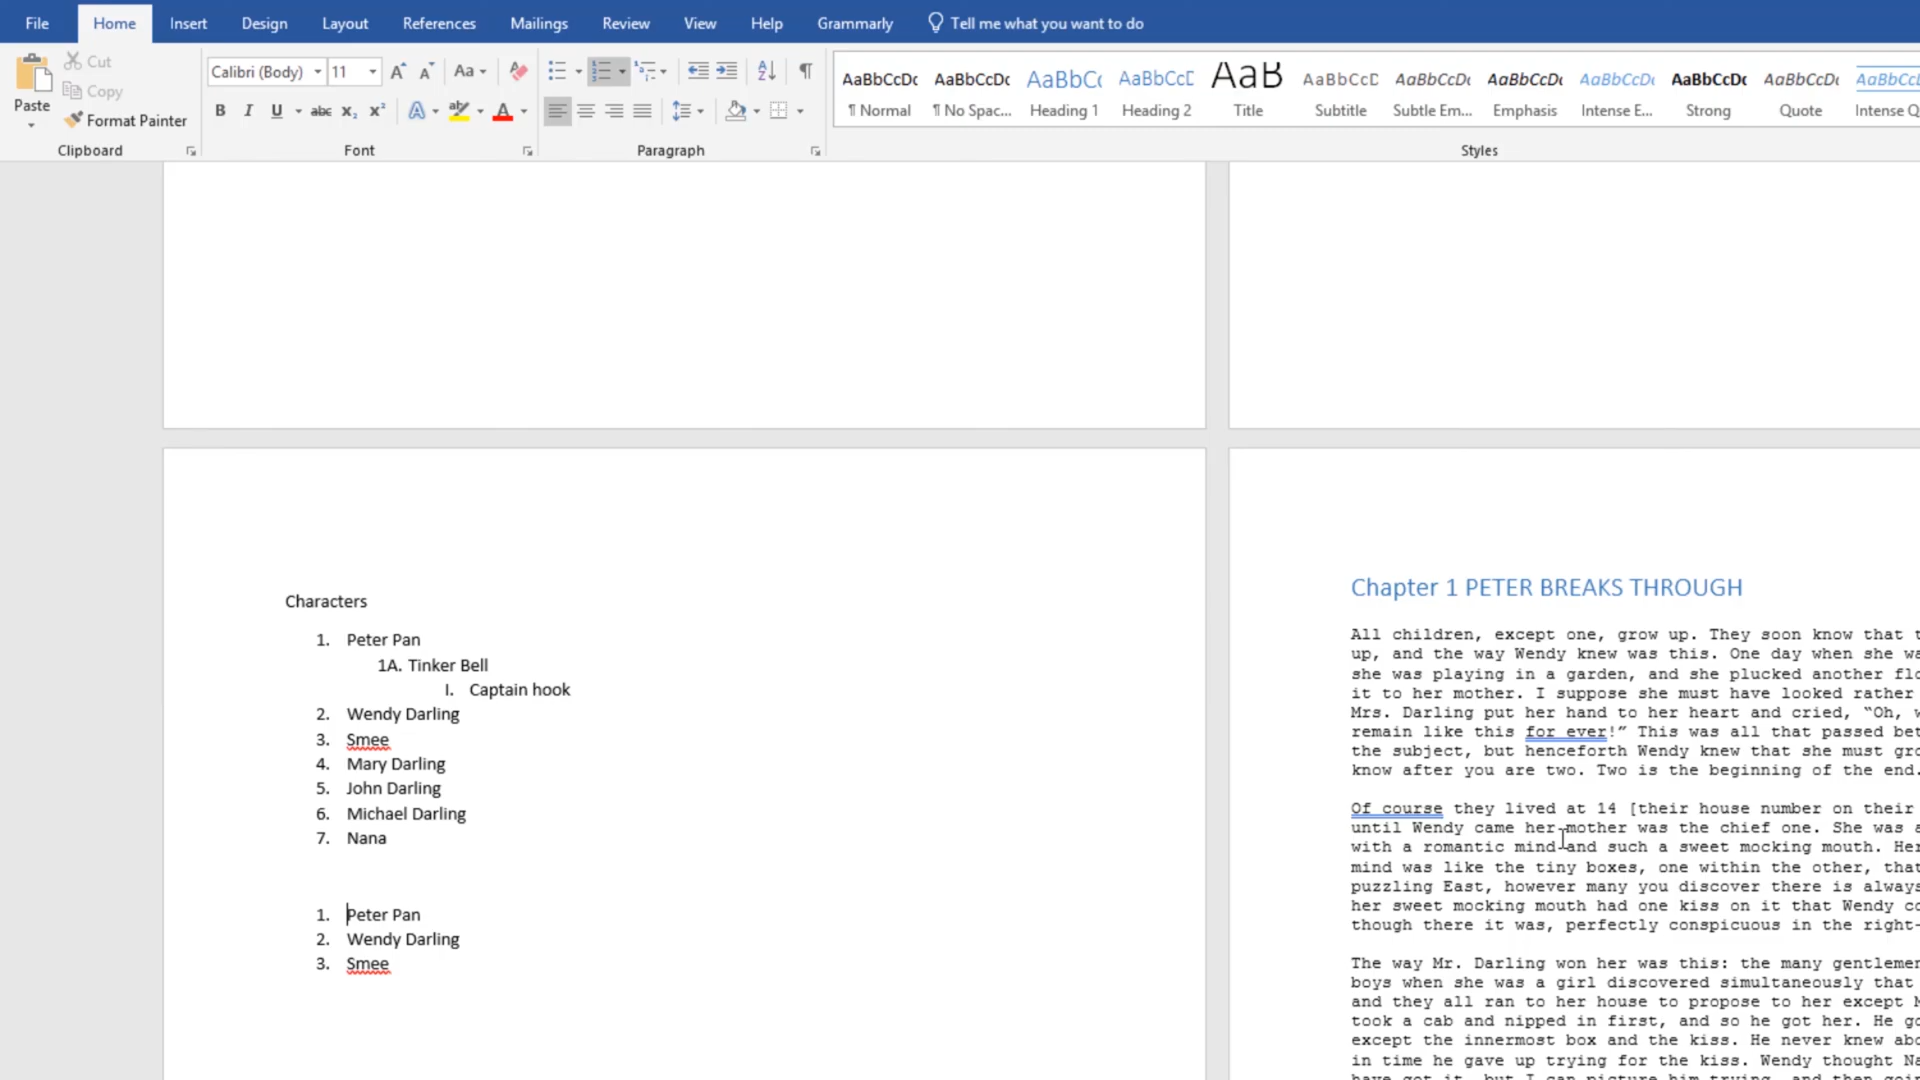 File Home Insert Design Layout References Mailings Review View Help Grammarly Tell me what you want to do
Paste
Cut
Copy
Format Painter
Clipboard
Calibri (Body) 11
Font
Paragraph
AaBbCcDc AaBbCcDc AaBbC AaBbCcD AaB AaBbCcD AaBbCcDc AaBbCcDc AaBbCcDc AaBbCcDc AaBbCcDc AaBbCcD
¶ Normal ¶ No Spac... Heading 1 Heading 2 Title Subtitle Subtle Em... Emphasis Intense E... Strong Quote Intense Q
Styles
Characters
1. Peter Pan
1A. Tinker Bell
I. Captain hook
2. Wendy Darling
3. Smee
4. Mary Darling
5. John Darling
6. Michael Darling
7. Nana
1. Peter Pan
2. Wendy Darling
3. Smee
Chapter 1 PETER BREAKS THROUGH
All children, except one, grow up. They soon know that
up, and the way Wendy knew was this. One day when she
she was playing in a garden, and she plucked another
it to her mother. I suppose she must have looked rather
Mrs. Darling put her hand to her heart and cried, “Oh,
remain like this for ever!” This was all that passed
the subject, but henceforth Wendy knew that she must
know after you are two. Two is the beginning of the end.
Of course they lived at 14 [their house number on their
until Wendy came her mother was the chief one. She was
with a romantic mind and such a sweet mocking mouth. Her
mind was like the tiny boxes, one within the other, that
puzzling East, however many you discover there is always
her sweet mocking mouth had one kiss on it that Wendy
though there it was, perfectly conspicuous in the right-
The way Mr. Darling won her was this: the many gentlemen
boys when she was a girl discovered simultaneously that
and they all ran to her house to propose to her except
took a cab and nipped in first, and so he got her. He
except the innermost box and the kiss. He never knew
in time he gave up trying for the kiss. Wendy thought
have got it, but I can picture him trying, and then